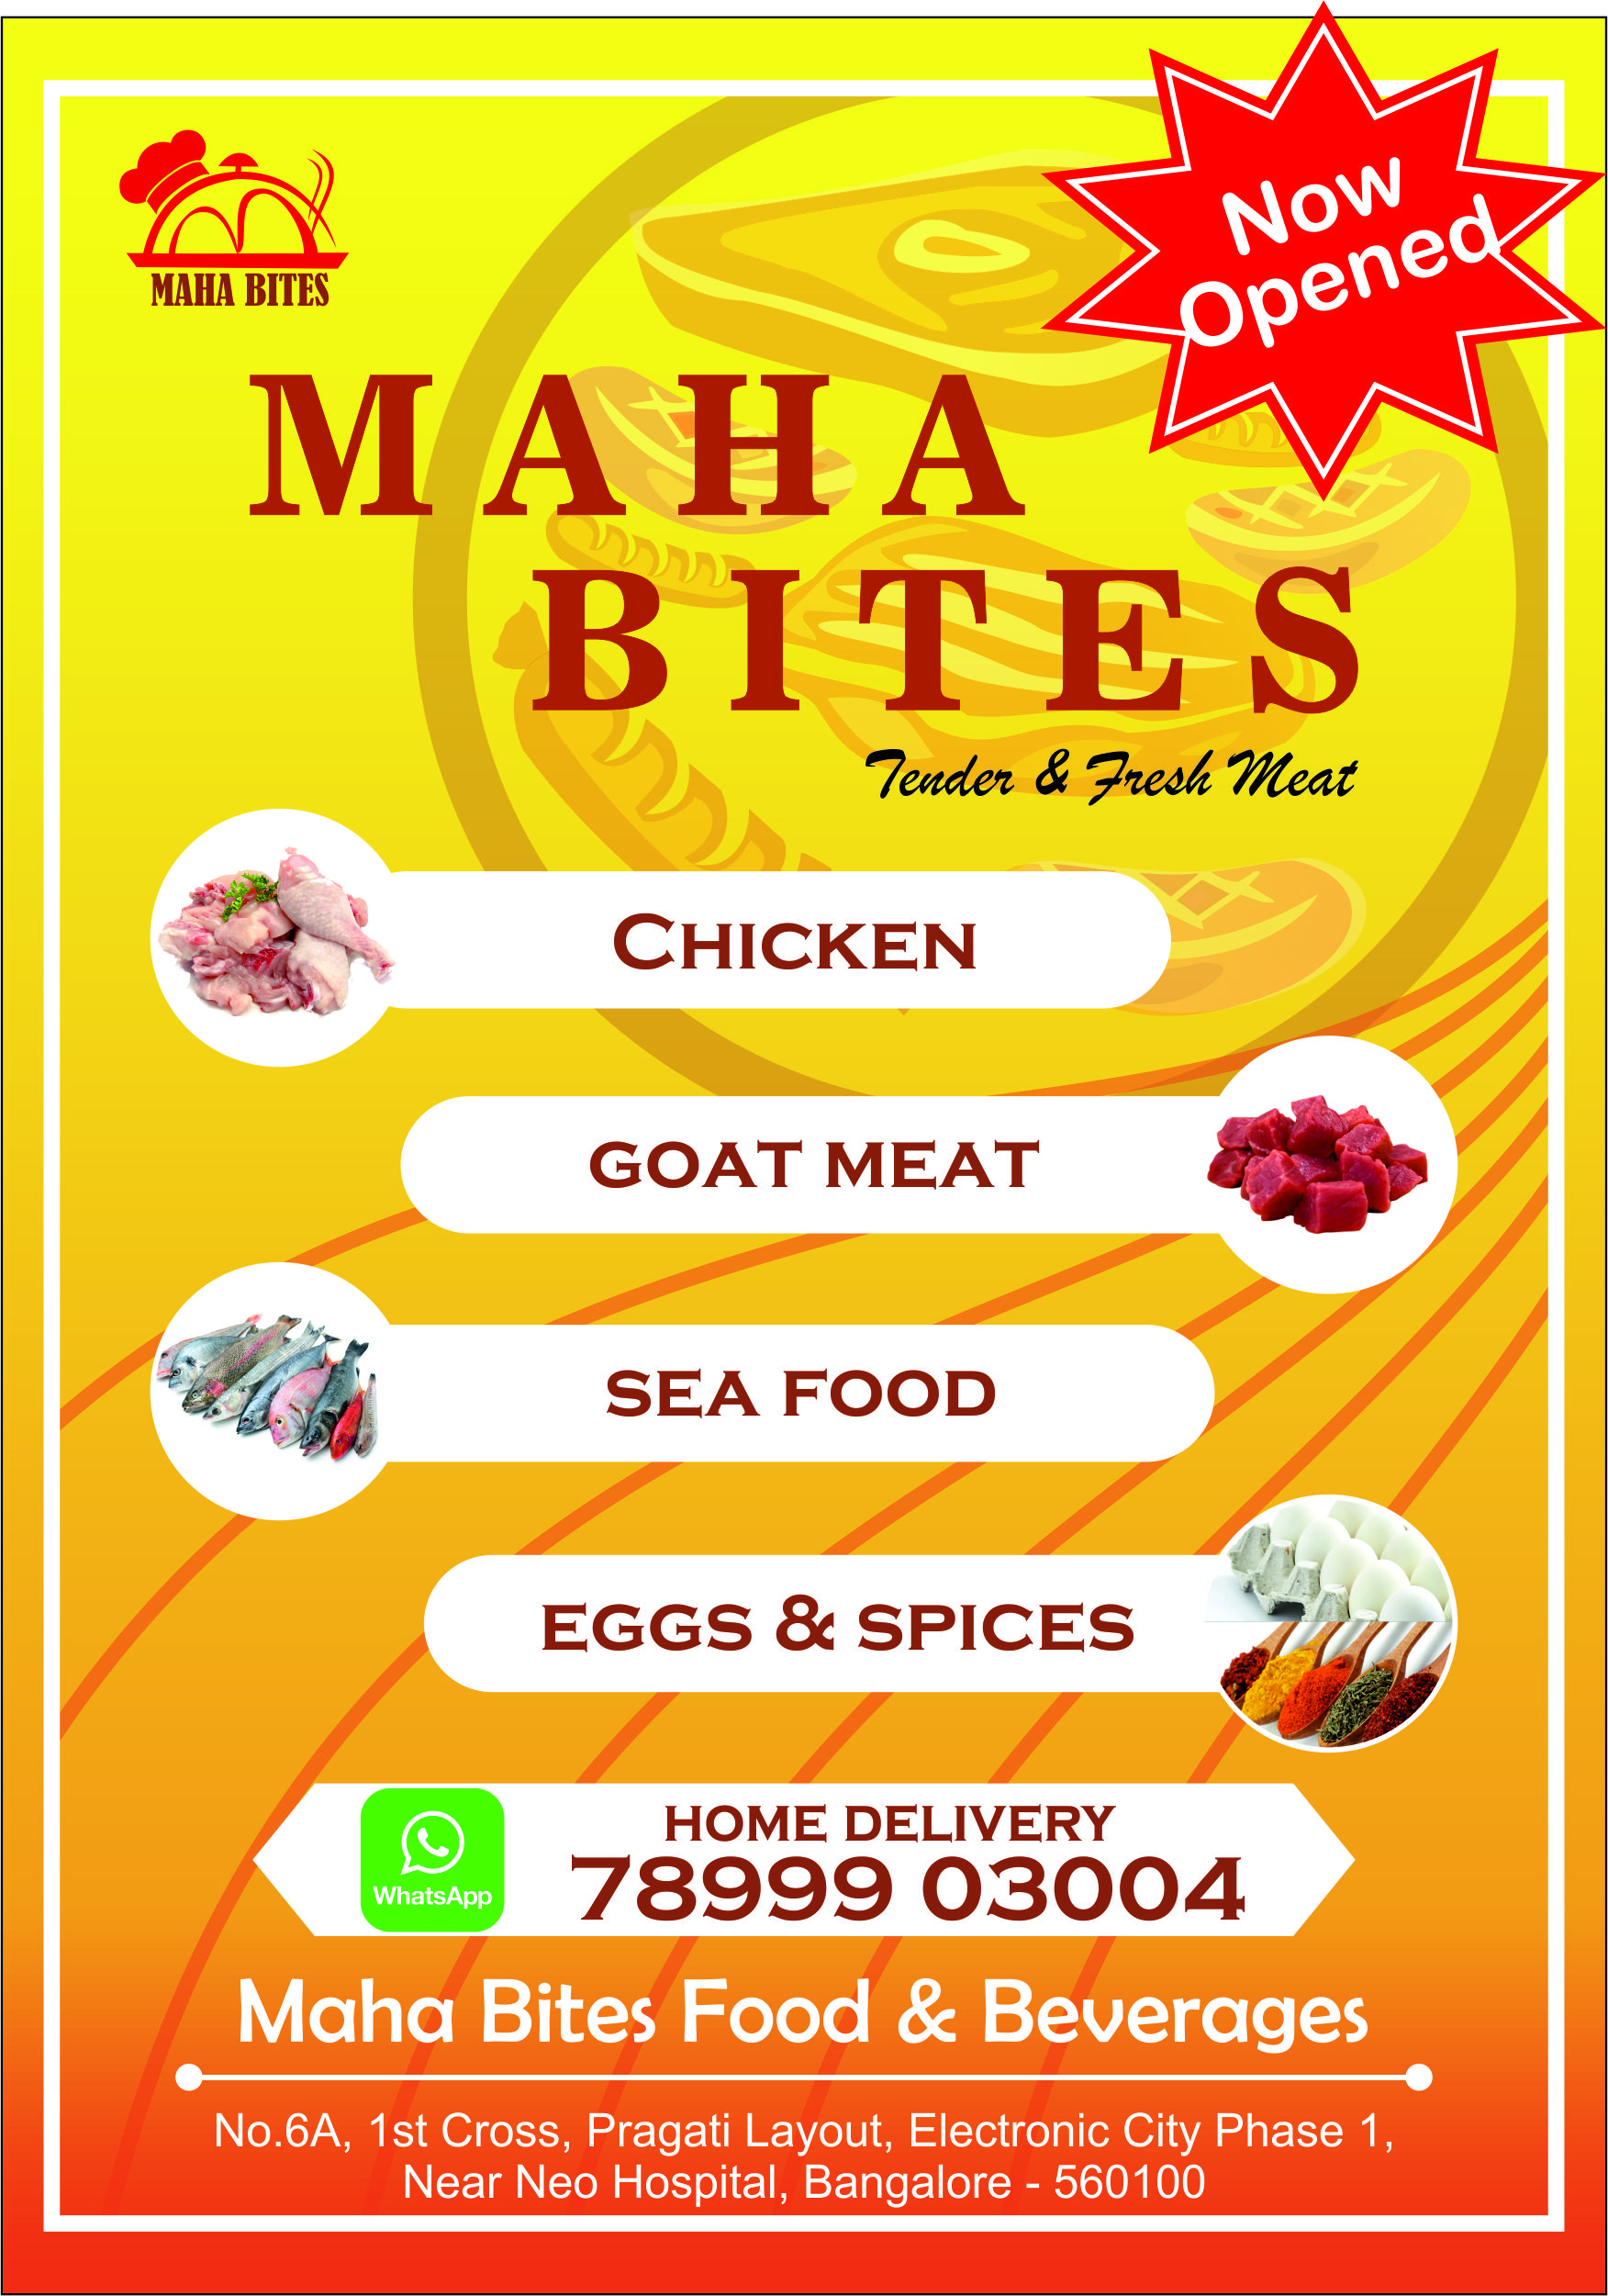 MAHA BITES
Now
Opened
MAHA
BITES
Tender & Fresh Meat
CHICKEN
GOAT MEAT
SEA FOOD
EGGS & SPICES
WhatsApp
HOME DELIVERY
78999 03004
Maha Bites Food & Beverages
No.6A, 1st Cross, Pragati Layout, Electronic City Phase 1,
Near Neo Hospital, Bangalore - 560100